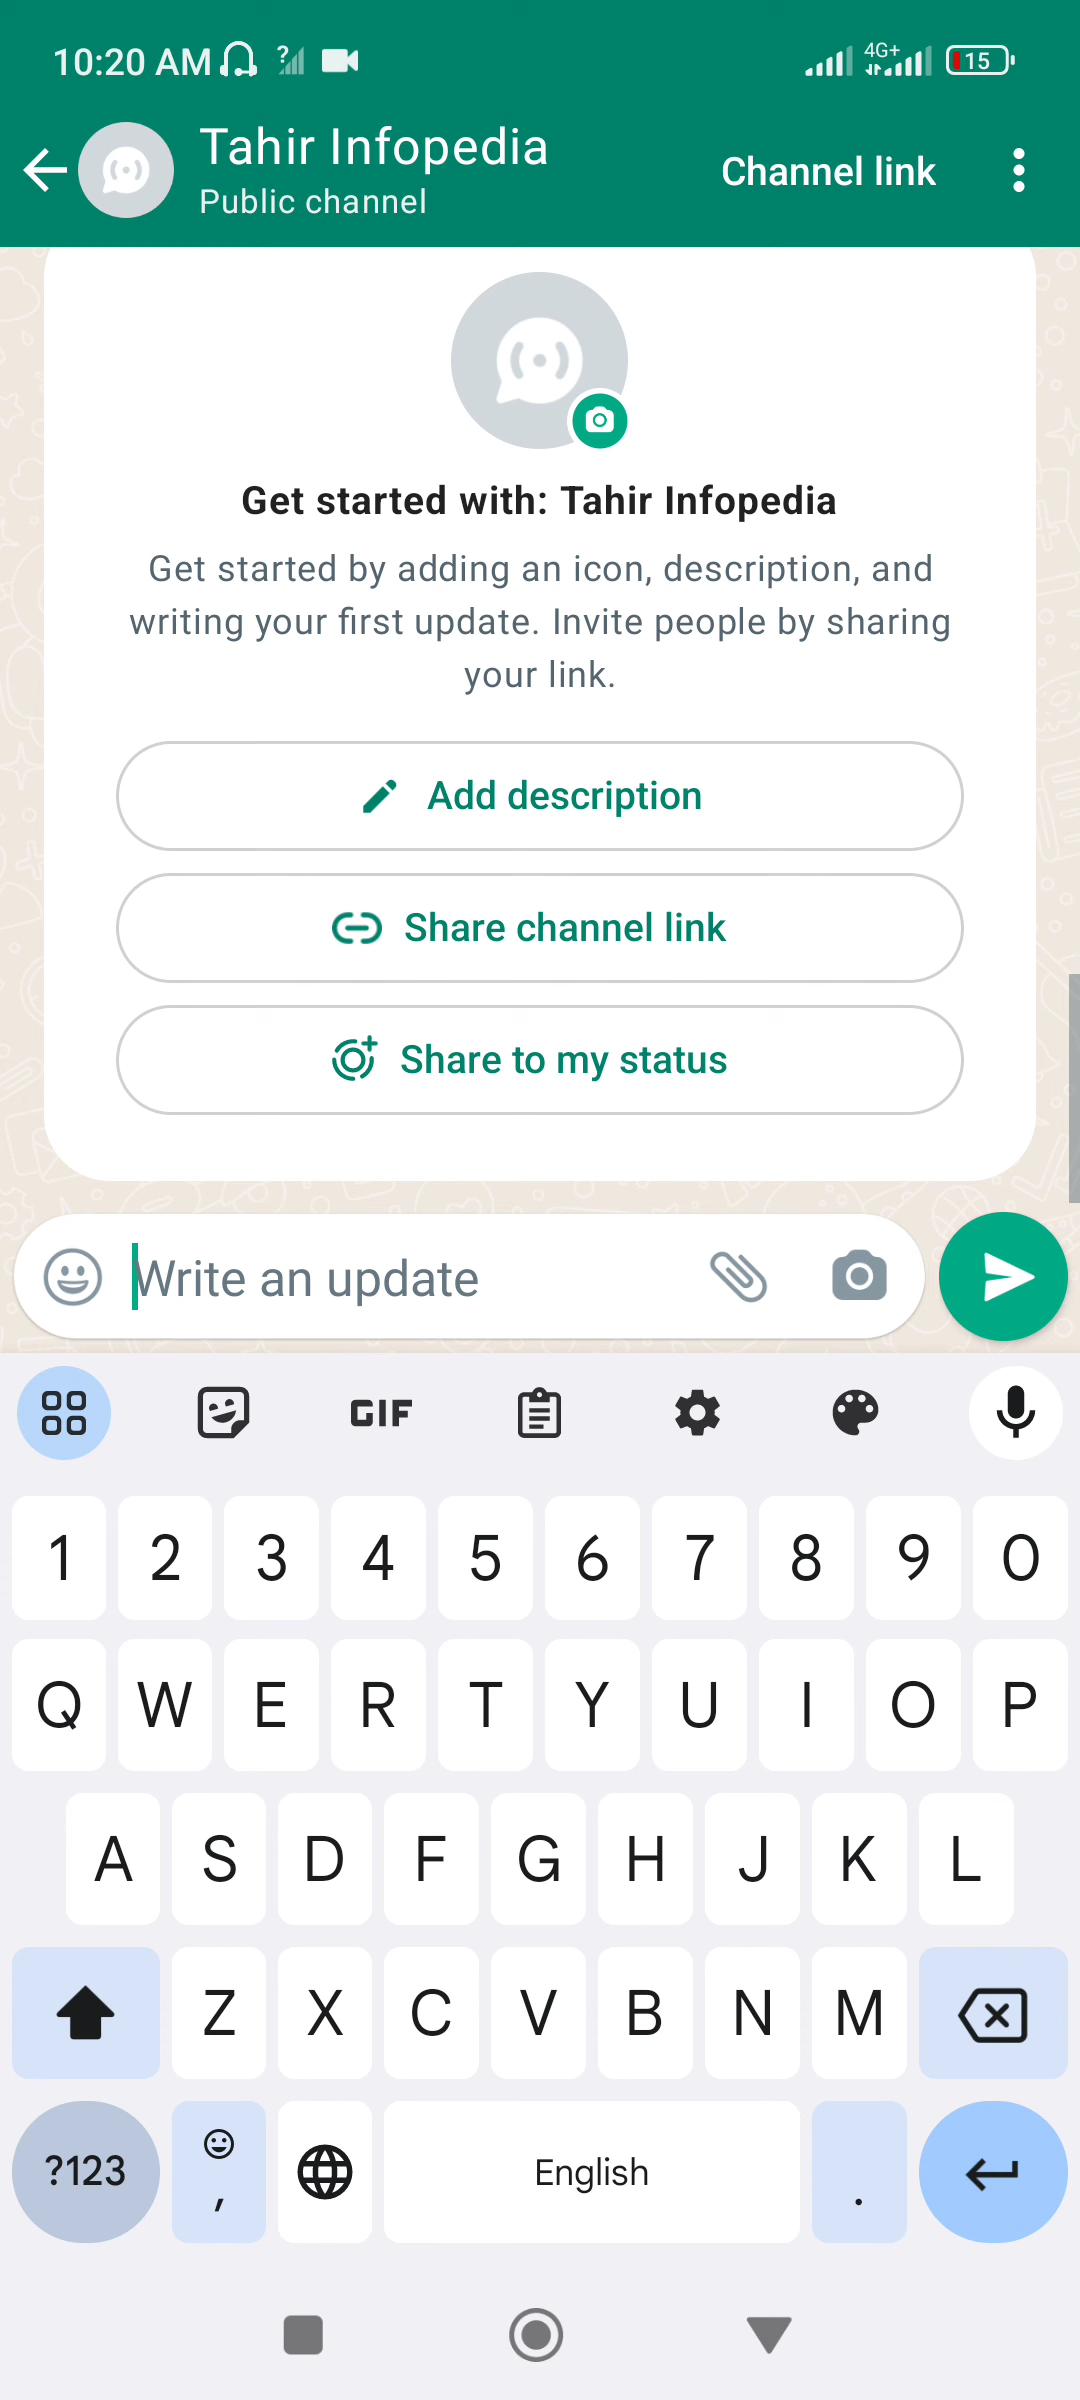 10:20 AM ? 4G+ 15
Tahir Infopedia
Public channel
Channel link
Get started with: Tahir Infopedia
Get started by adding an icon, description, and
writing your first update. Invite people by sharing
your link.
Add description
Share channel link
Share to my status
Write an update
GIF
1 2 3 4 5 6 7 8 9 0
Q W E R T Y U I O P
A S D F G H J K L
Z X C V B N M
?123 , English .